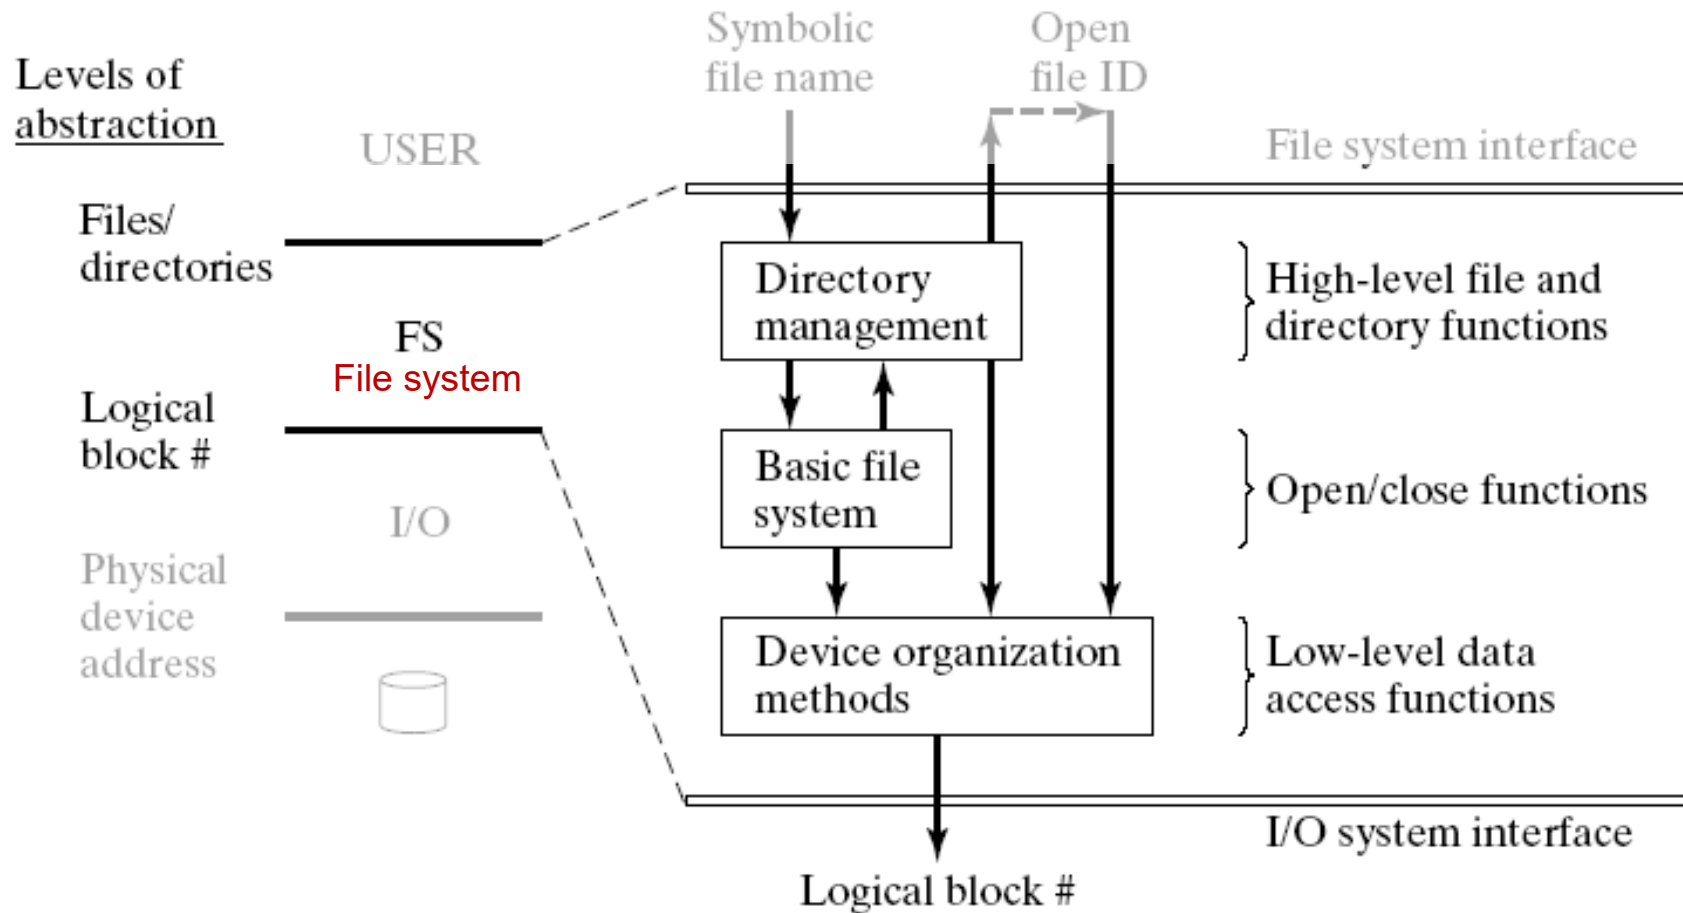 Levels of
abstraction
USER
Files/
directories
FS
File system
Logical
block #
I/O
Physical
device
address
Symbolic
file name
Open
file ID
File system interface
Directory
management
High-level file and
directory functions
Basic file
system
Open/close functions
Device organization
methods
Low-level data
access functions
I/O system interface
Logical block #